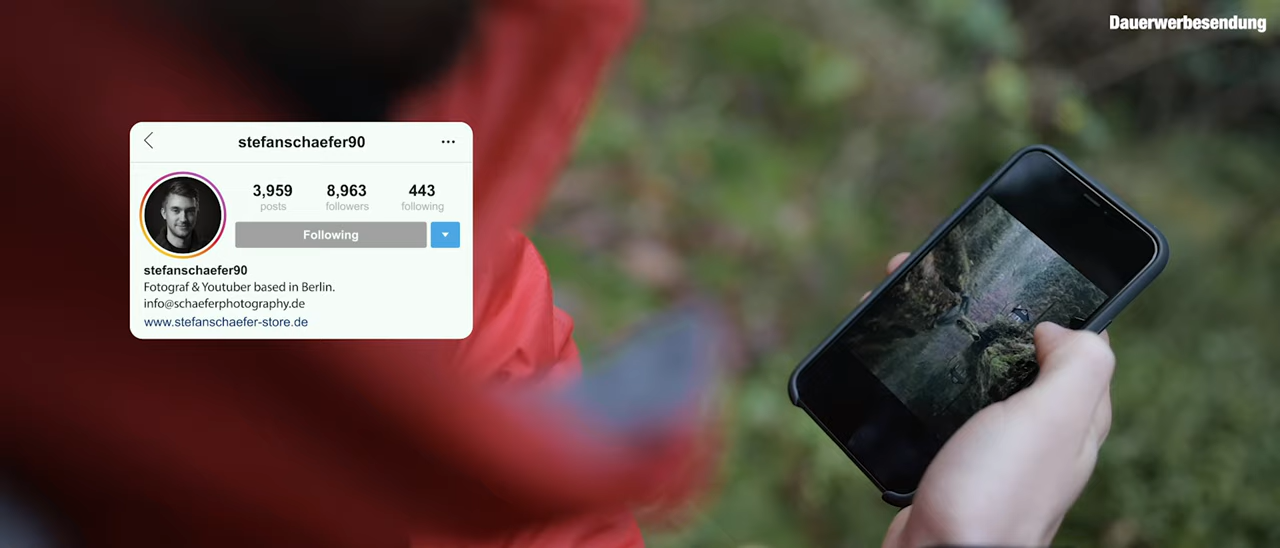 Dauerwerbesendung
stefanschaefer90
3,959 8,963 443
posts followers following
Following
stefanschaefer90
Fotograf & Youtuber based in Berlin.
info@schaeferphotography.de
www.stefanschaefer-store.de